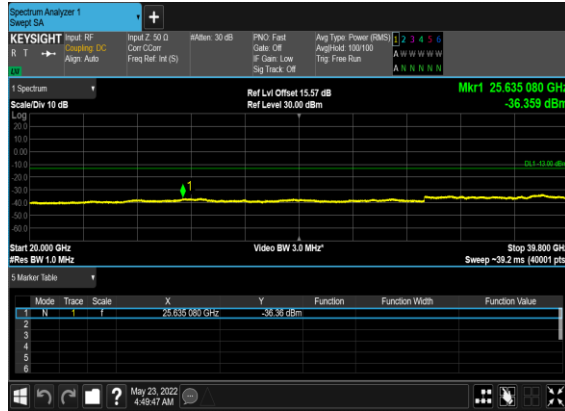 Spectrum Analyzer 1
Swept SA
+
KEYSIGHT Input: RF Input Z: 50 Ω #Atten: 30 dB PNO: Fast Avg Type: Power (RMS) 1 2 3 4 5 6
R T Coupling: DC Corr CCorr Gate: Off Avg|Hold: 100/100 A W W W W W
Align: Auto Freq Ref: Int (S) IF Gain: Low Trig: Free Run
LW Sig Track: Off A N N N N N
1 Spectrum Ref Lvl Offset 15.57 dB Mkr1 25.635 080 GHz
Scale/Div 10 dB Ref Level 30.00 dBm -36.359 dBm
Log
20.0
10.0
0.00
-10.0 DL1 -13.00 dBm
-20.0
1
-30.0
-40.0
-50.0
-60.0
Start 20.000 GHz Video BW 3.0 MHz* Stop 39.800 GHz
#Res BW 1.0 MHz Sweep ~39.2 ms (40001 pts)
5 Marker Table
Mode Trace Scale X Y Function Function Width Function Value
1 N 1 f 25.635 080 GHz -36.36 dBm
2
3
4
5
6
? May 23, 2022
4:49:47 AM